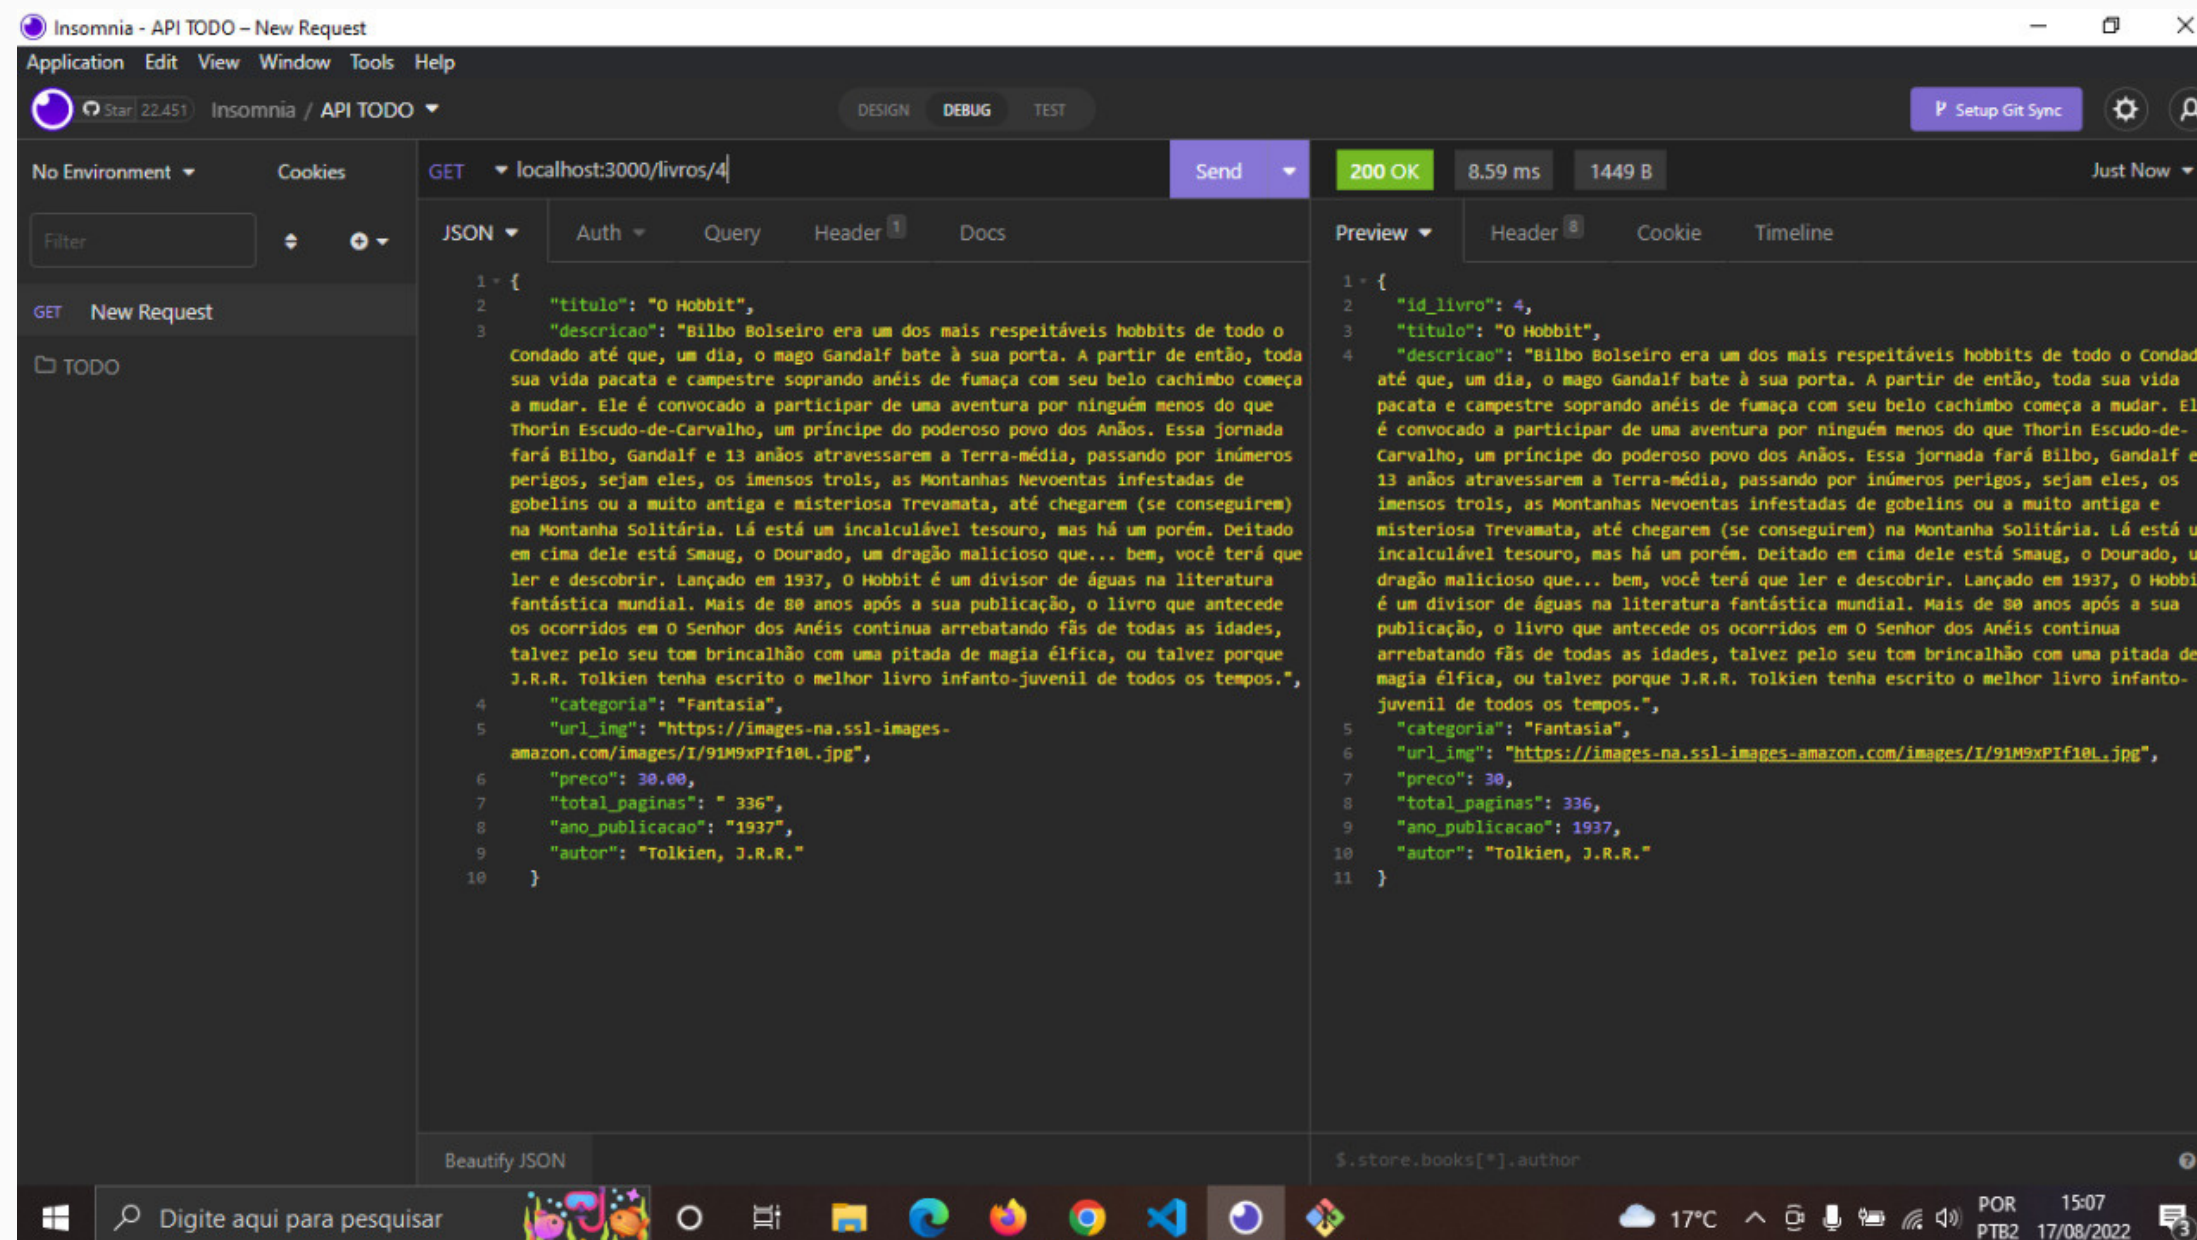 Insomnia - API TODO – New Request
Application Edit View Window Tools Help
Star 22.451 Insomnia / API TODO
DESIGN DEBUG TEST
Setup Git Sync
No Environment Cookies
GET localhost:3000/livros/4 Send
200 OK 8.59 ms 1449 B Just Now
Filter
JSON Auth Query Header 1 Docs
Preview Header 8 Cookie Timeline
GET New Request
TODO
1 {
2 "titulo": "O Hobbit",
3 "descricao": "Bilbo Bolseiro era um dos mais respeitáveis hobbits de todo o
Condado até que, um dia, o mago Gandalf bate à sua porta. A partir de então, toda
sua vida pacata e campestre soprando anéis de fumaça com seu belo cachimbo começa
a mudar. Ele é convocado a participar de uma aventura por ninguém menos do que
Thorin Escudo-de-Carvalho, um príncipe do poderoso povo dos Anãos. Essa jornada
fará Bilbo, Gandalf e 13 anãos atravessarem a Terra-média, passando por inúmeros
perigos, sejam eles, os imensos trols, as Montanhas Nevoentas infestadas de
gobelins ou a muito antiga e misteriosa Trevamata, até chegarem (se conseguirem)
na Montanha Solitária. Lá está um incalculável tesouro, mas há um porém. Deitado
em cima dele está Smaug, o Dourado, um dragão malicioso que... bem, você terá que
ler e descobrir. Lançado em 1937, O Hobbit é um divisor de águas na literatura
fantástica mundial. Mais de 80 anos após a sua publicação, o livro que antecede
os ocorridos em O Senhor dos Anéis continua arrebatando fãs de todas as idades,
talvez pelo seu tom brincalhão com uma pitada de magia élfica, ou talvez porque
J.R.R. Tolkien tenha escrito o melhor livro infanto-juvenil de todos os tempos.",
4 "categoria": "Fantasia",
5 "url_img": "https://images-na.ssl-images-
amazon.com/images/I/91M9xPIf10L.jpg",
6 "preco": 30.00,
7 "total_paginas": " 336",
8 "ano_publicacao": "1937",
9 "autor": "Tolkien, J.R.R."
10 }
1 {
2 "id_livro": 4,
3 "titulo": "O Hobbit",
4 "descricao": "Bilbo Bolseiro era um dos mais respeitáveis hobbits de todo o Condad
até que, um dia, o mago Gandalf bate à sua porta. A partir de então, toda sua vida
pacata e campestre soprando anéis de fumaça com seu belo cachimbo começa a mudar. El
é convocado a participar de uma aventura por ninguém menos do que Thorin Escudo-de-
Carvalho, um príncipe do poderoso povo dos Anãos. Essa jornada fará Bilbo, Gandalf e
13 anãos atravessarem a Terra-média, passando por inúmeros perigos, sejam eles, os
imensos trols, as Montanhas Nevoentas infestadas de gobelins ou a muito antiga e
misteriosa Trevamata, até chegarem (se conseguirem) na Montanha Solitária. Lá está u
incalculável tesouro, mas há um porém. Deitado em cima dele está Smaug, o Dourado, u
dragão malicioso que... bem, você terá que ler e descobrir. Lançado em 1937, O Hobbi
é um divisor de águas na literatura fantástica mundial. Mais de 80 anos após a sua
publicação, o livro que antecede os ocorridos em O Senhor dos Anéis continua
arrebatando fãs de todas as idades, talvez pelo seu tom brincalhão com uma pitada de
magia élfica, ou talvez porque J.R.R. Tolkien tenha escrito o melhor livro infanto-
juvenil de todos os tempos.",
5 "categoria": "Fantasia",
6 "url_img": "https://images-na.ssl-images-amazon.com/images/I/91M9xPIf10L.jpg",
7 "preco": 30,
8 "total_paginas": 336,
9 "ano_publicacao": 1937,
10 "autor": "Tolkien, J.R.R."
11 }
Beautify JSON
$.store.books[*].author
Digite aqui para pesquisar
17°C
POR
PTB2
15:07
17/08/2022
3